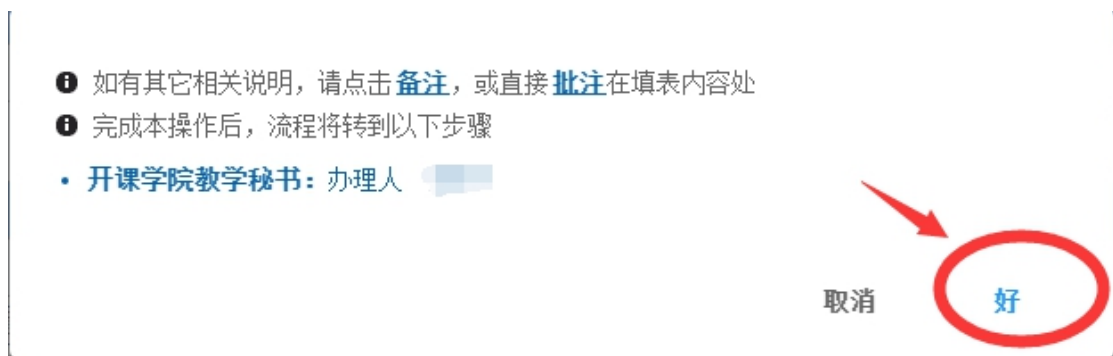 如有其它相关说明，请点击备注，或直接批注在填表内容处
完成本操作后，流程将转到以下步骤
• 开课学院教学秘书：办理人
取消 好